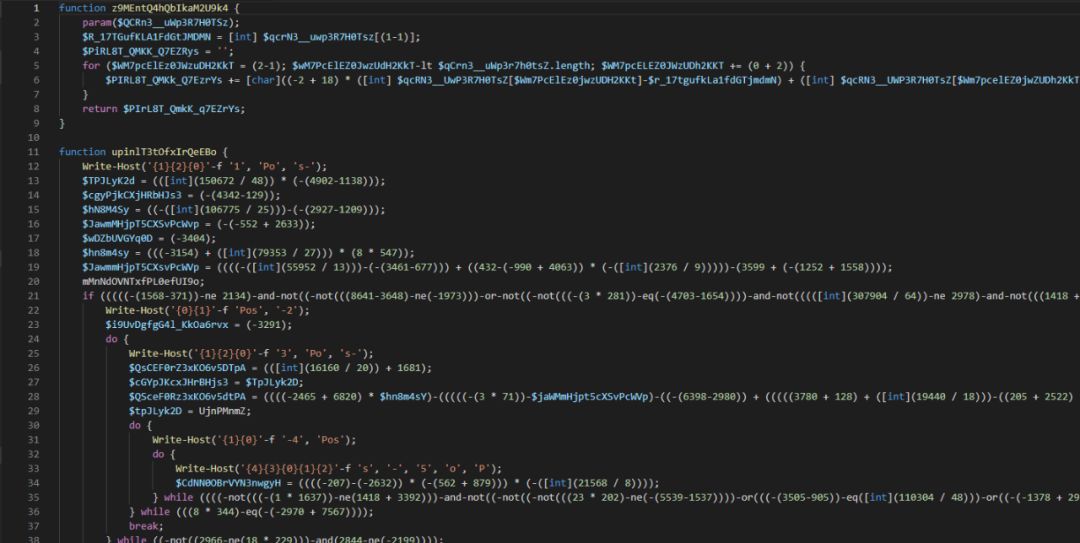 1 function z9MEntQ4hQbIkaM2U9k4 {
2 param($QCRn3__uWp3R7H0TSz);
3 $R_17TGufKLA1FdGtJMDMN = [int] $qcrN3__uwp3R7H0Tsz[(1-1)];
4 $PiRL8T_QMKK_Q7EZRys = '';
5 for ($WM7PcElEz0JWzuDH2KkT = (2-1); $wM7PcElEZ0JwzUdH2KkT-lt $qCrn3__uWp3r7h0tsZ.length; $WM7pCELEZ0JWzUDh2KKT += (0 + 2)) {
6 $PIRL8T_QMKk_Q7EzrYs += [char]((-2 + 18) * ([int] $qcRN3__UwP3R7H0TsZ[$Wm7PcElEz0jwZUDH2KKt]-$r_17tgufkLa1fdGTjmdmN) + ([int] $qcRN3__UWP3R7H0TsZ[$Wm7pcelEZ0jwZUDh2KkT
7 }
8 return $PIrL8T_QmkK_q7EZrYs;
9 }
10
11 function upinlT3tOfxIrQeEBo {
12 Write-Host('{1}{2}{0}'-f '1', 'Po', 's-');
13 $TPJLyK2d = (([int](150672 / 48)) * (-(4902-1138)));
14 $cgyPjkCXjHRbHJs3 = (-(4342-129));
15 $hN8M4Sy = ((-([int](106775 / 25)))-(-(2927-1209)));
16 $JawmMHjpT5CXSvPcWvp = (-(-552 + 2633));
17 $wDZbUVGYq0D = (-3404);
18 $hn8m4sy = (((-3154) + ([int](79353 / 27))) * (8 * 547));
19 $JawmmHjpT5CXsvPcWVp = ((((-([int](55952 / 13)))-(-(3461-677))) + ((432-(-990 + 4063)) * (-([int](2376 / 9)))))-(3599 + (-(1252 + 1558))));
20 mMnNdOVNTxfPL0efUI9o;
21 if (((((-(1568-371))-ne 2134)-and-not((-not(((8641-3648)-ne(-1973)))-or-not((-not(((-(3 * 281))-eq(-(4703-1654))))-and-not(((([int](307904 / 64))-ne 2978)-and-not(((1418 +
22 Write-Host('{0}{1}'-f 'Pos', '-2');
23 $i9UvDgfgG4l_KkOa6rvx = (-3291);
24 do {
25 Write-Host('{1}{2}{0}'-f '3', 'Po', 's-');
26 $QsCEF0rZ3xKO6v5DTpA = (([int](16160 / 20)) + 1681);
27 $cGYpJKcxJHrBHjs3 = $TpJLyk2D;
28 $QSceF0Rz3xKO6v5dtPA = ((((-2465 + 6820) * $hn8m4sY)-(((((-(3 * 71))-$jaWMmHjpt5cXSvPcWVp)-((-(6398-2980)) + (((((3780 + 128) + ([int](19440 / 18)))-((205 + 2522)
29 $tpJLyk2D = UjnPMnmZ;
30 do {
31 Write-Host('{1}{0}'-f '-4', 'Pos');
32 do {
33 Write-Host('{4}{3}{0}{1}{2}'-f 's', '-', '5', 'o', 'P');
34 $CdNN0OBrVYN3nwgyH = ((((-207)-(-2632)) * (-(562 + 879))) * (-([int](21568 / 8))));
35 } while ((((-not(((-(1 * 1637))-ne(1418 + 3392)))-and-not((-not((-not(((23 * 202)-ne(-(5539-1537))))-or(((-(3505-905))-eq([int](110304 / 48)))-or((-(-1378 + 29
36 } while (((8 * 344)-eq(-(-2970 + 7567))));
37 break;
38 } while ((-not((2966-ne(18 * 229)))-and(2844-ne(-2199))));